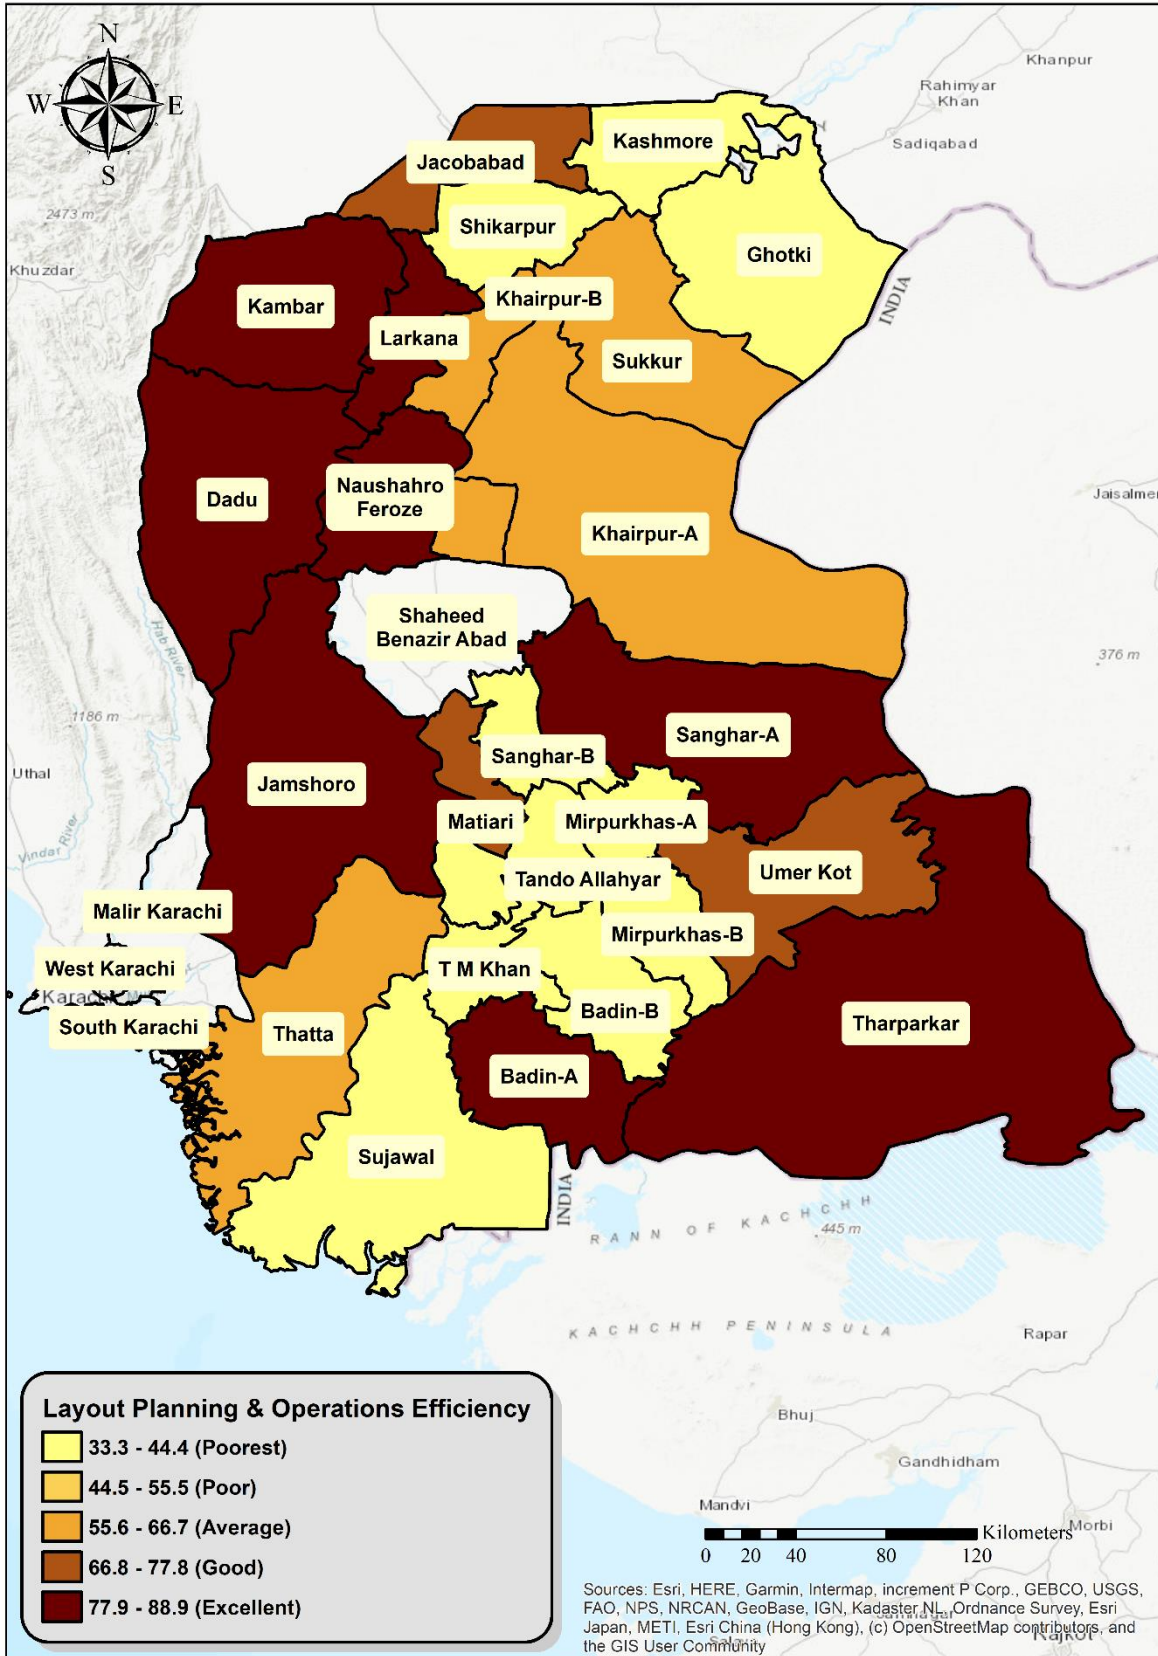 N
W
E
S
Khanpur
Rahimyar
Khan
Sadiqabad
Kashmore
Jacobabad
2473 m
Shikarpur
Ghotki
Khuzdar
Kambar
Khairpur-B
INDIA
Larkana
Sukkur
Dadu
Naushahro
Feroze
Jaisalmer
Khairpur-A
Shaheed
Benazir Abad
Hab River
376 m
1186 m
Sanghar-A
Sanghar-B
Uthal
Jamshoro
Matiari
Mirpurkhas-A
Vindar River
Umer Kot
Tando Allahyar
Malir Karachi
Mirpurkhas-B
West Karachi
T M Khan
Karachi
South Karachi
Thatta
Badin-B
Tharparkar
Badin-A
Sujawal
INDIA
RANN OF KACHCHH
445 m
KACHCHH PENINSULA
Rapar
Layout Planning & Operations Efficiency
33.3 - 44.4 (Poorest)
44.5 - 55.5 (Poor)
55.6 - 66.7 (Average)
66.8 - 77.8 (Good)
77.9 - 88.9 (Excellent)
Bhuj
Gandhidham
Mandvi
Morbi
Kilometers
0 20 40 80 120
Sources: Esri, HERE, Garmin, Intermap, increment P Corp., GEBCO, USGS,
FAO, NPS, NRCAN, GeoBase, IGN, Kadaster NL, Ordnance Survey, Esri
Japan, METI, Esri China (Hong Kong), (c) OpenStreetMap contributors, and
the GIS User Community
Rajkot